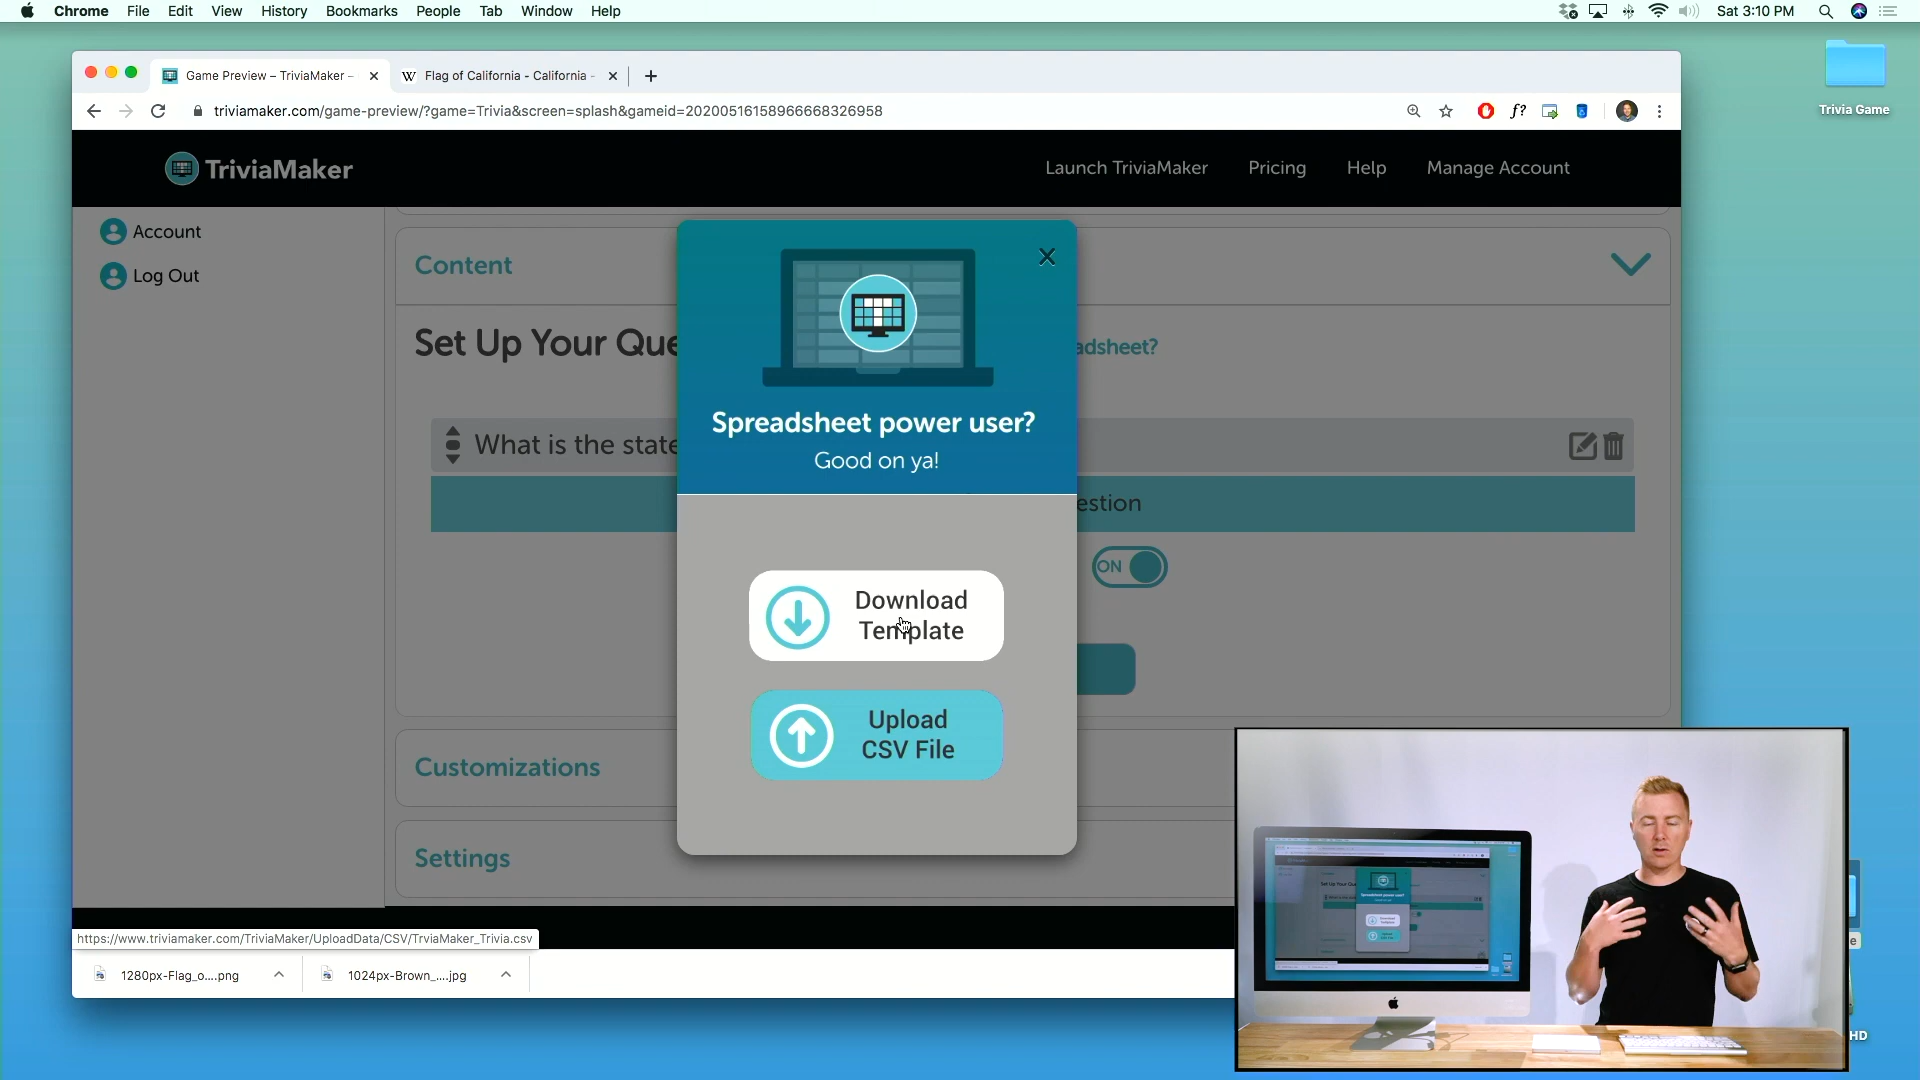 Chrome File Edit View History Bookmarks People Tab Window Help
Sat 3:10 PM
Game Preview – TriviaMaker –
Flag of California - California -
triviamaker.com/game-preview/?game=Trivia&screen=splash&gameid=20200516158966668326958
f?
Trivia Game
TriviaMaker
Launch TriviaMaker Pricing Help Manage Account
Account
Log Out
Content
Set Up Your Que
adsheet?
What is the state
estion
ON
Customizations
Settings
X
Spreadsheet power user?
Good on ya!
Download
Template
Upload
CSV File
https://www.triviamaker.com/TriviaMaker/UploadData/CSV/TrviaMaker_Trivia.csv
1280px-Flag_o....png
1024px-Brown_....jpg
e
HD